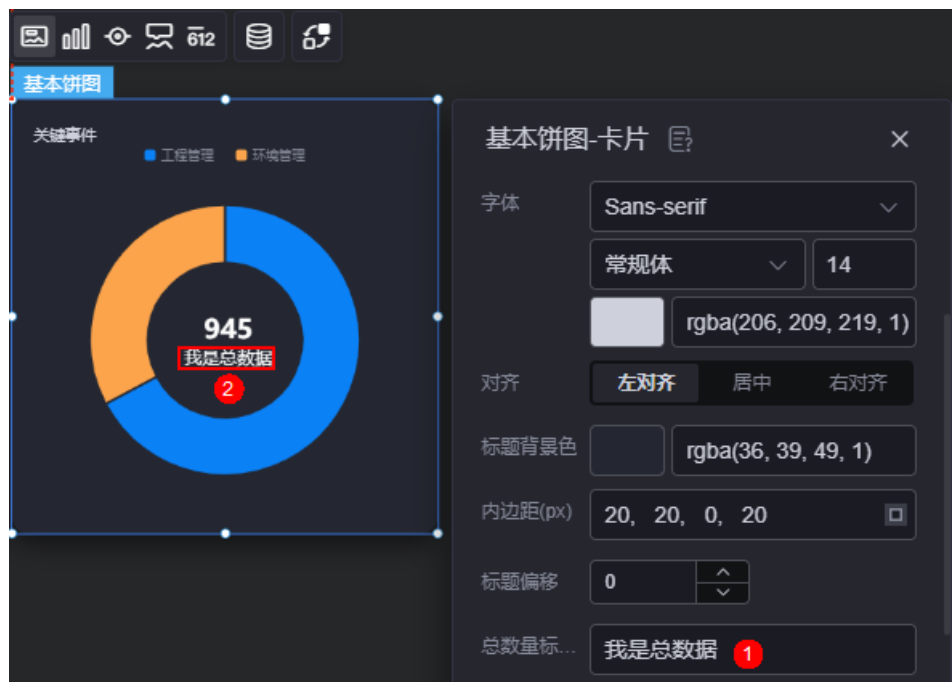 612
基本饼图
关键事件
工程管理 环境管理
945
我是总数据
2
基本饼图-卡片
字体 Sans-serif
常规体 14
rgba(206, 209, 219, 1)
对齐 左对齐 居中 右对齐
标题背景色 rgba(36, 39, 49, 1)
内边距(px) 20, 20, 0, 20
标题偏移 0
总数量标... 我是总数据 1